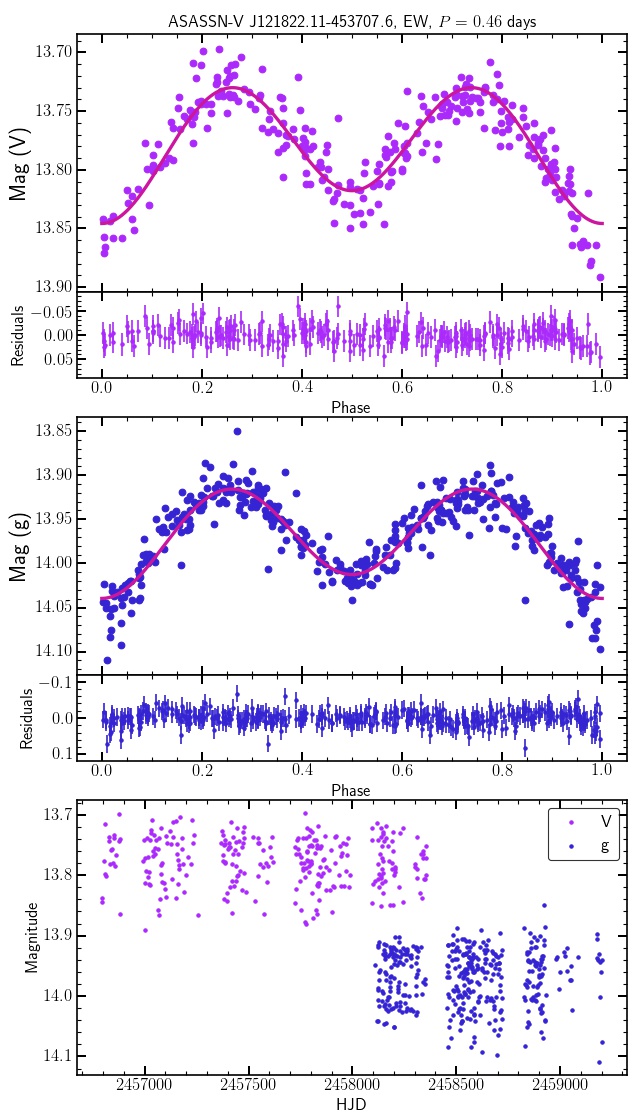 ASASSN-V J121822.11-453707.6, EW, P = 0.46 days
13.70
13.75
13.80
13.85
13.90
Mag (V)
−0.05
0.00
0.05
Residuals
0.0 0.2 0.4 0.6 0.8 1.0
Phase
13.85
13.90
13.95
14.00
14.05
14.10
Mag (g)
−0.1
0.0
0.1
Residuals
0.0 0.2 0.4 0.6 0.8 1.0
Phase
13.7
13.8
13.9
14.0
14.1
Magnitude
V
g
2457000 2457500 2458000 2458500 2459000
HJD